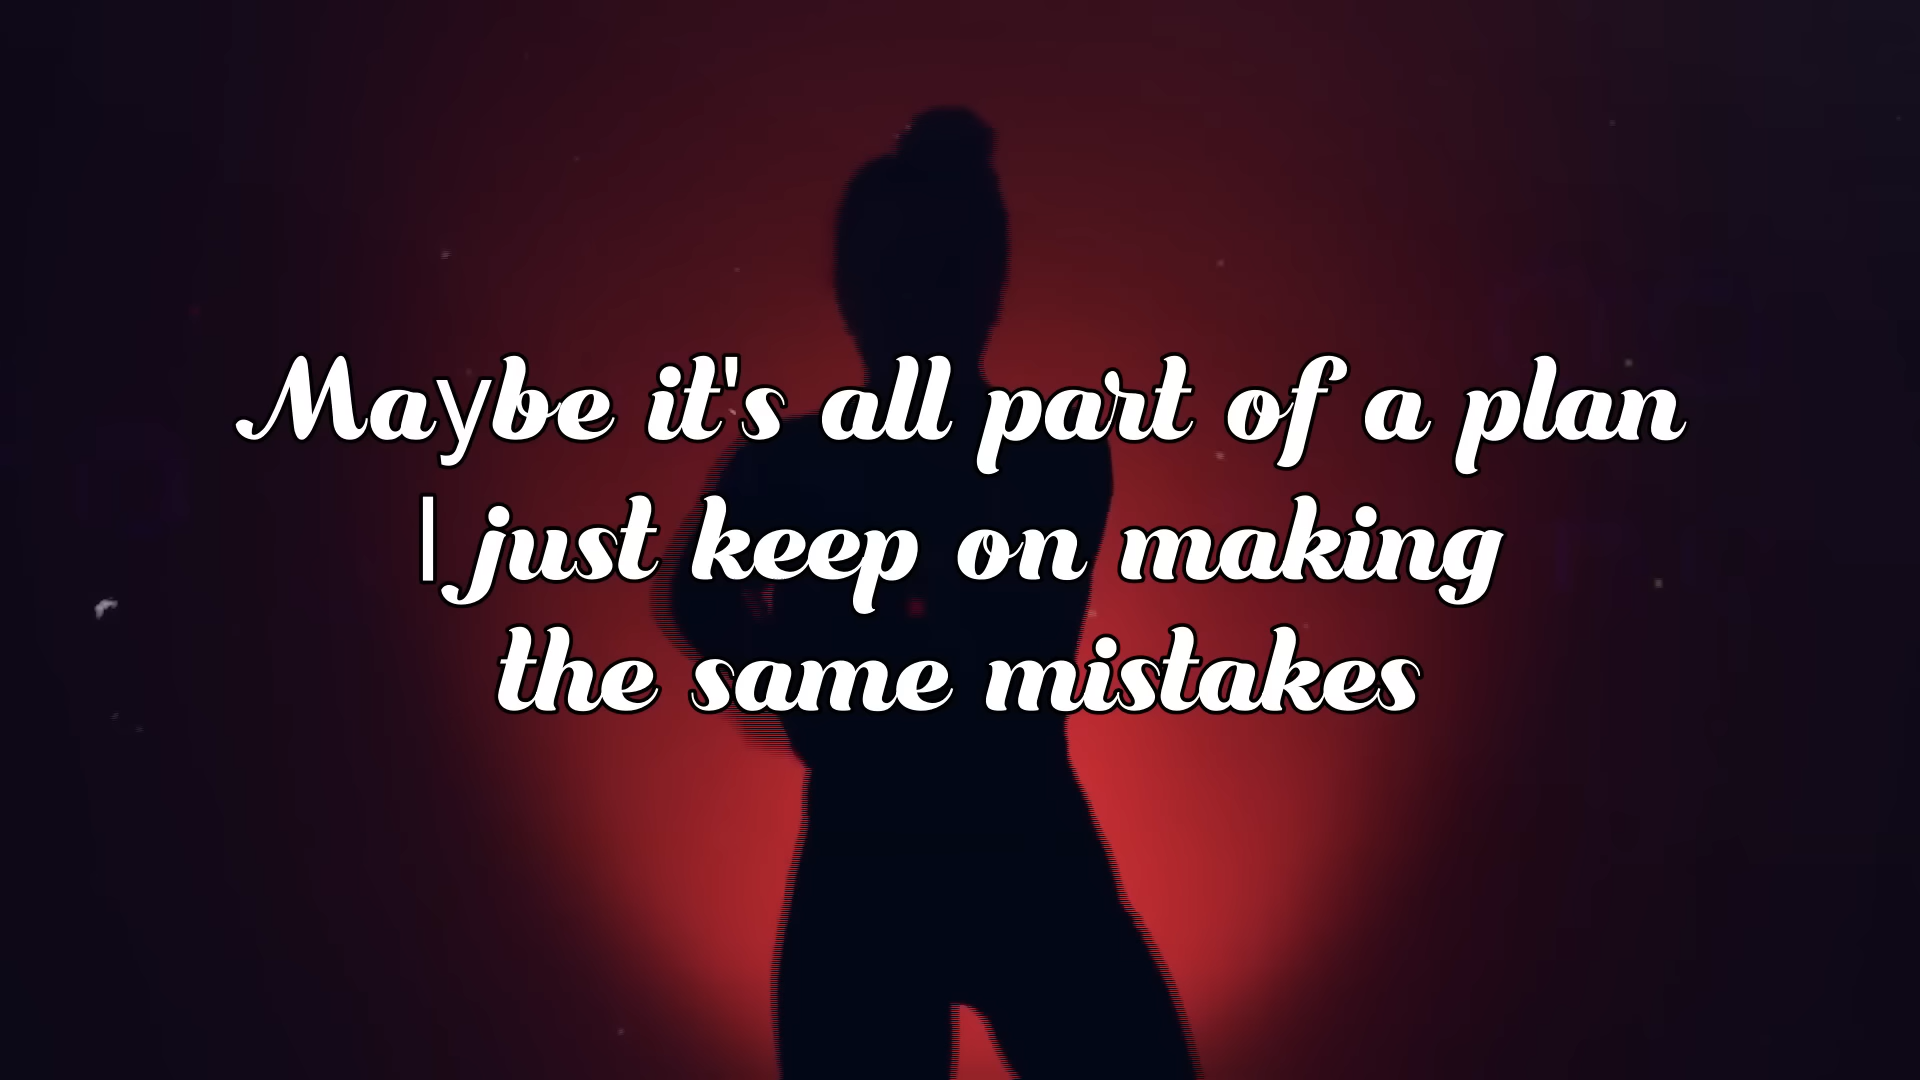 Maybe it's all part of a plan
I just keep on making
the same mistakes